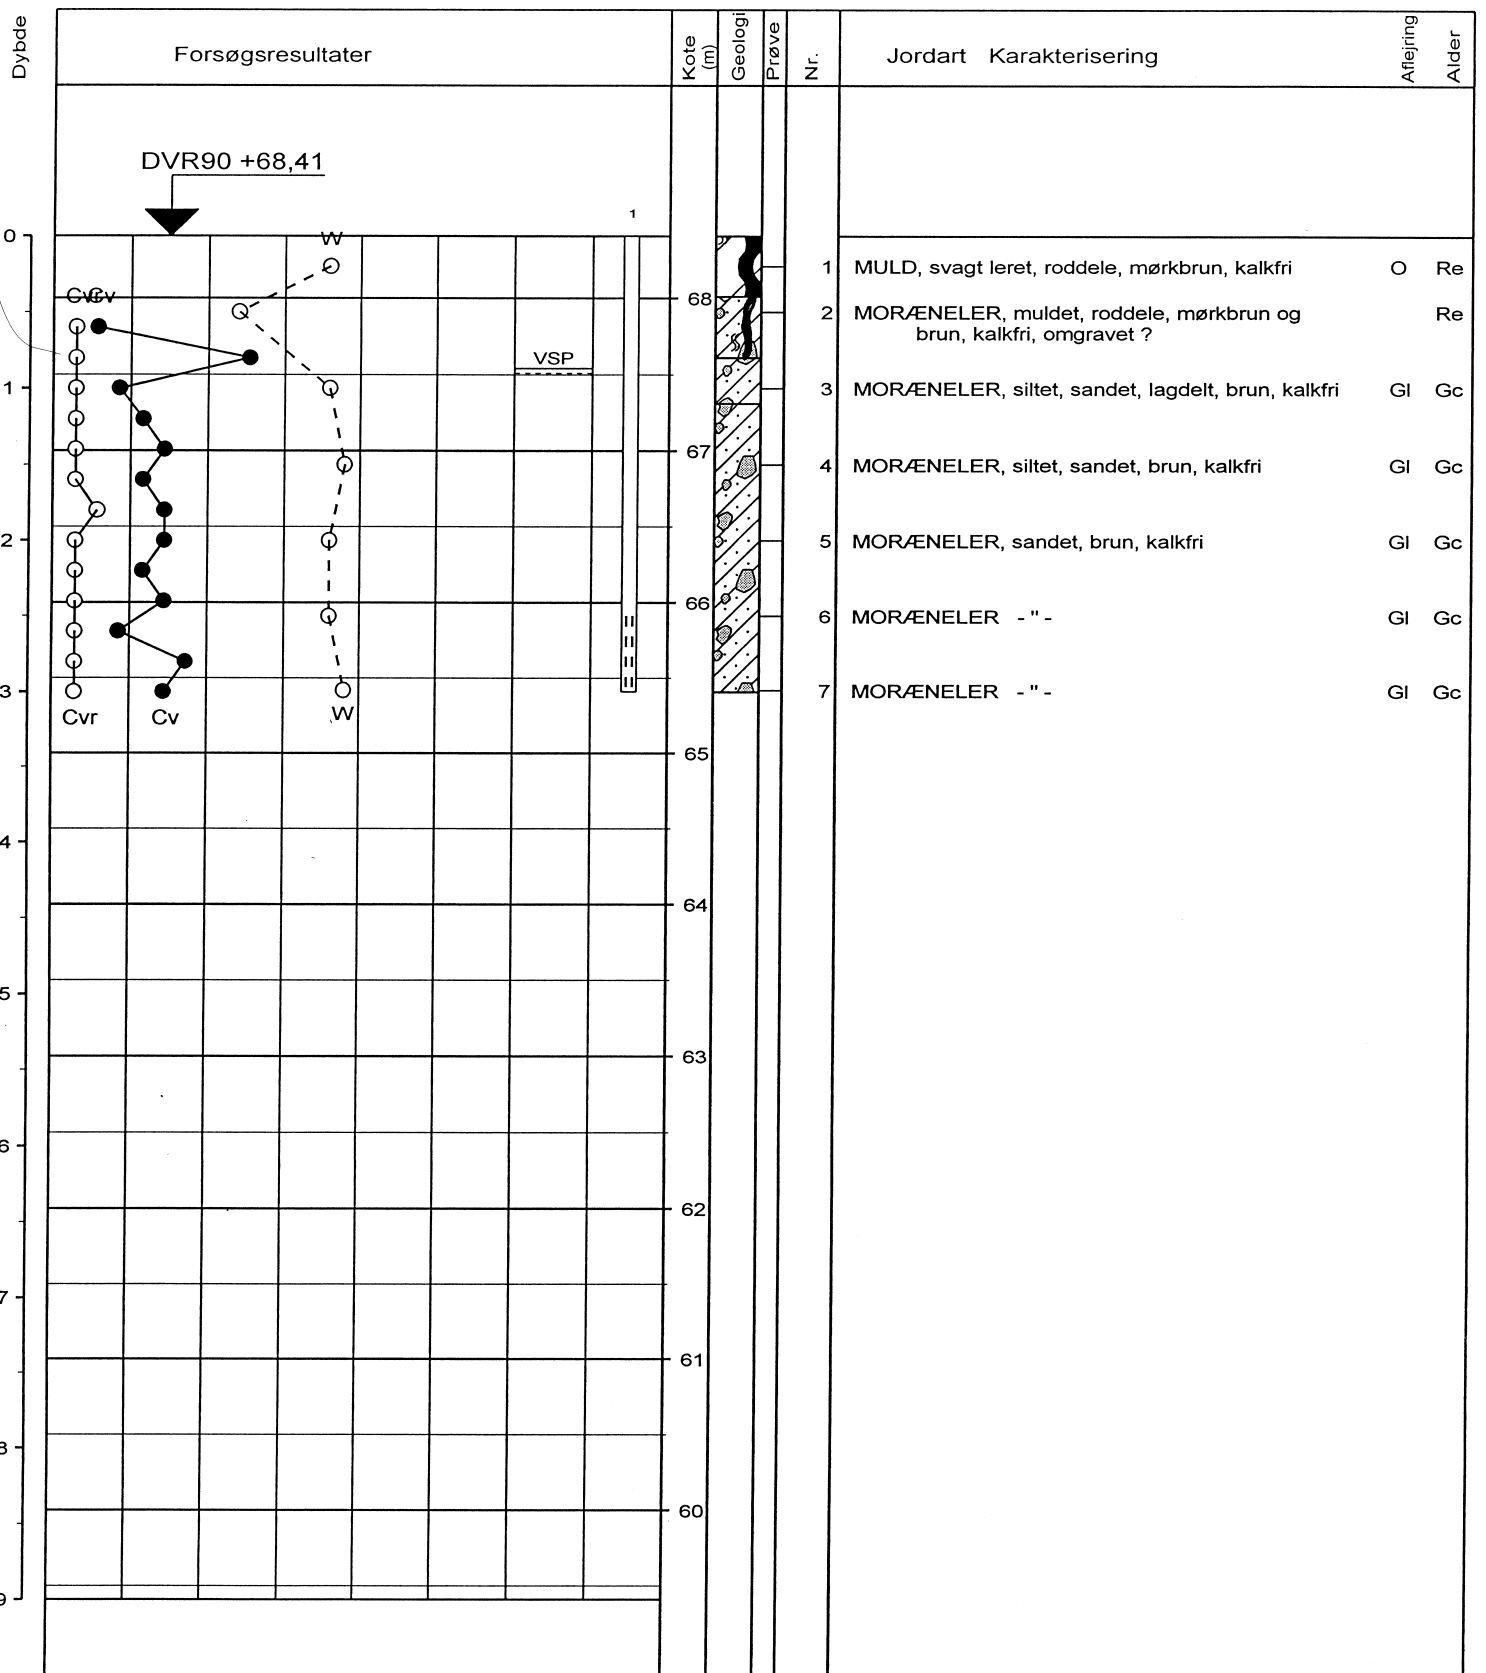 Dybde
Forsøgsresultater
Kote
(m)
Geologi
Prøve
Nr.
Jordart Karakterisering
Aflejring
Alder
DVR90 +68,41
1
0
W
1 MULD, svagt leret, roddele, mørkbrun, kalkfri O Re
Cvr Cv
68
2 MORÆNELER, muldet, roddele, mørkbrun og Re
brun, kalkfri, omgravet ?
VSP
1
3 MORÆNELER, siltet, sandet, lagdelt, brun, kalkfri Gl Gc
67
4 MORÆNELER, siltet, sandet, brun, kalkfri Gl Gc
2
5 MORÆNELER, sandet, brun, kalkfri Gl Gc
66
6 MORÆNELER - " - Gl Gc
3
7 MORÆNELER - " - Gl Gc
Cvr Cv W
65
4
64
5
63
6
62
7
61
8
60
9